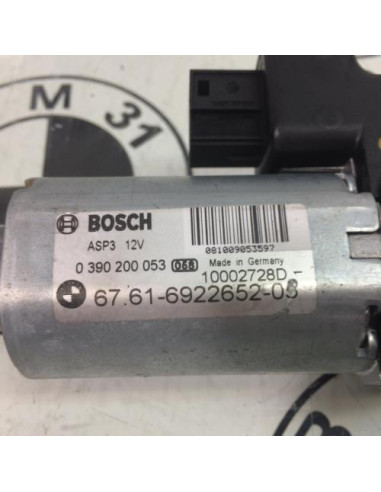 M 31
BOSCH
ASP3 12V
081009053597
0 390 200 053 068 Made in Germany
10002728D -
67.61-6922652-03